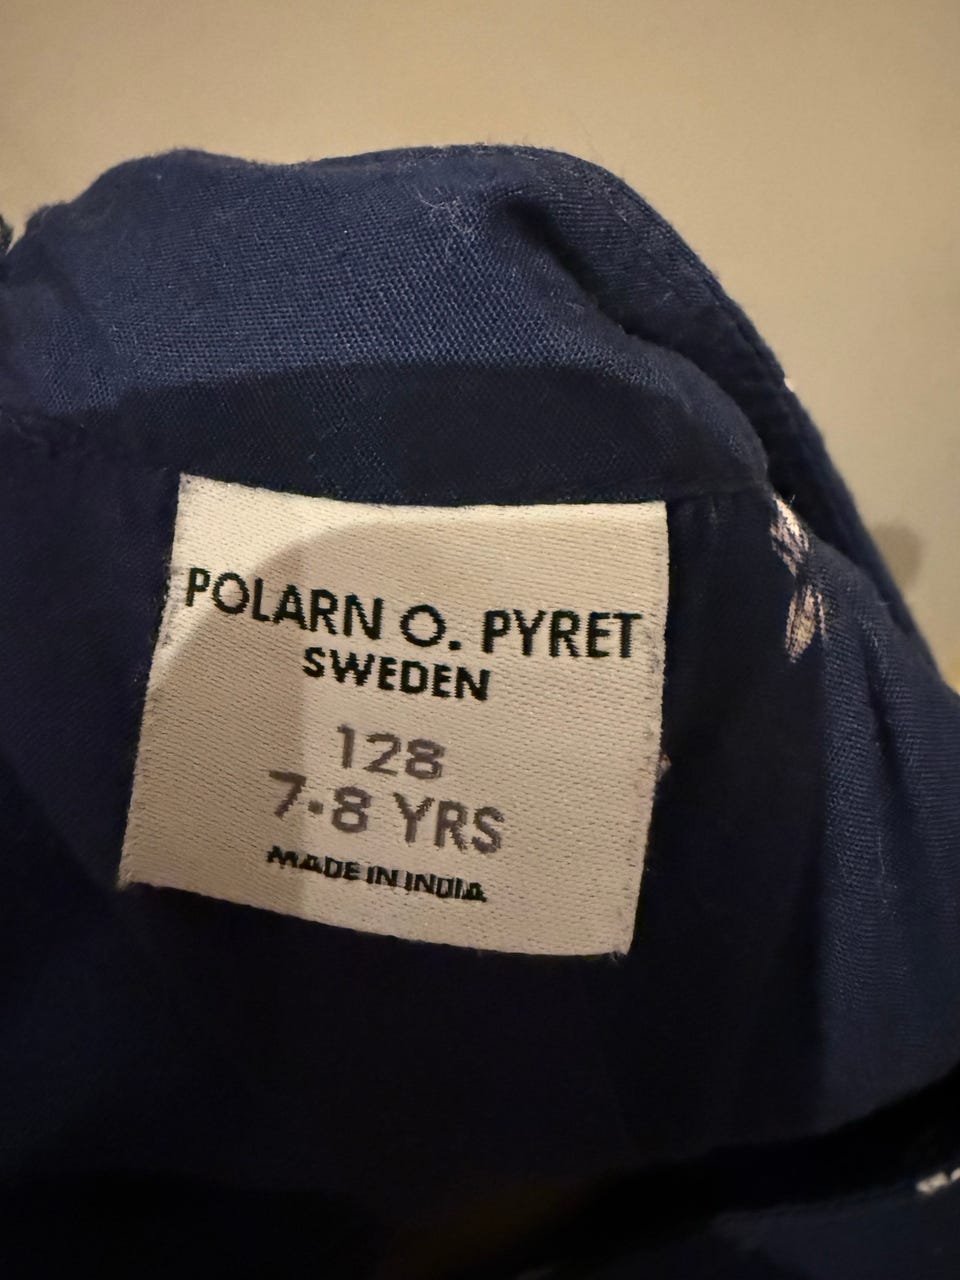 POLARN O. PYRET
SWEDEN
128
7-8 YRS
MADE IN INDIA